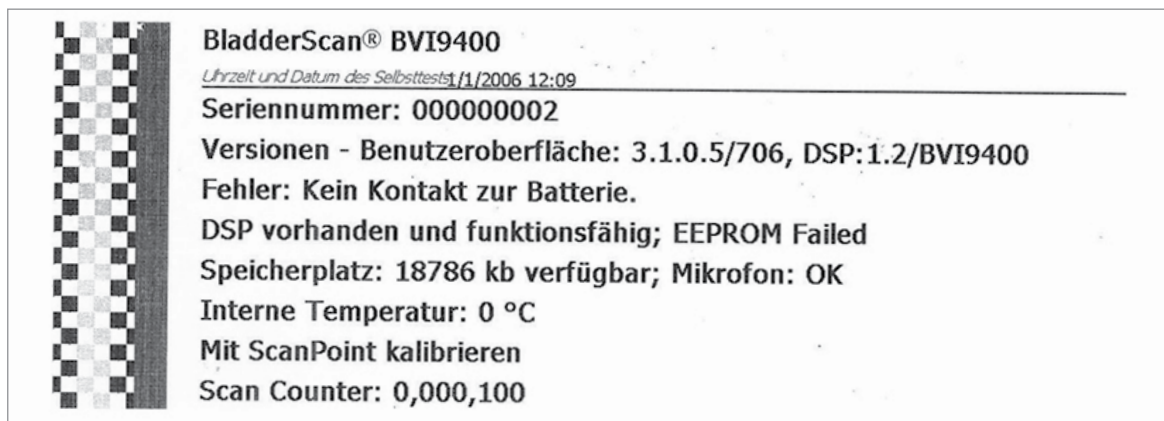 BladderScan® BVI9400
Uhrzeit und Datum des Selbsttests1/1/2006 12:09
Seriennummer: 000000002
Versionen - Benutzeroberfläche: 3.1.0.5/706, DSP:1.2/BVI9400
Fehler: Kein Kontakt zur Batterie.
DSP vorhanden und funktionsfähig; EEPROM Failed
Speicherplatz: 18786 kb verfügbar; Mikrofon: OK
Interne Temperatur: 0 °C
Mit ScanPoint kalibrieren
Scan Counter: 0,000,100